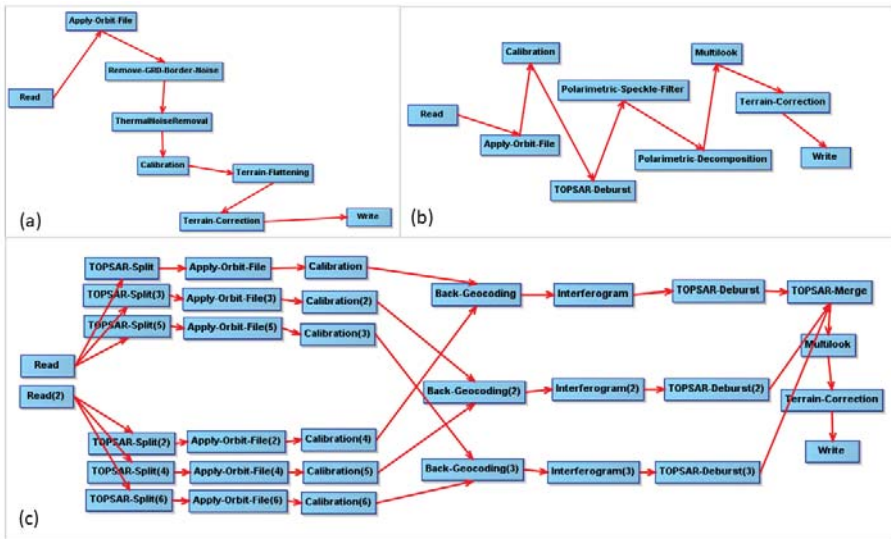 Apply-Orbit-File
Remove-GRD-Border-Noise
Read
ThermalNoiseRemoval
Calibration
Terrain-Flattening
Terrain-Correction
Write
(a)
Calibration
Multilook
Polarimetric-Speckle-Filter
Terrain-Correction
Read
Apply-Orbit-File
Polarimetric-Decomposition
Write
TOPSAR-Deburst
(b)
TOPSAR-Split
Apply-Orbit-File
Calibration
TOPSAR-Split(3)
Apply-Orbit-File(3)
Calibration(2)
TOPSAR-Split(5)
Apply-Orbit-File(5)
Calibration(3)
Back-Geocoding
Interferogram
TOPSAR-Deburst
TOPSAR-Merge
Multilook
Read
Read(2)
Back-Geocoding(2)
Interferogram(2)
TOPSAR-Deburst(2)
Terrain-Correction
TOPSAR-Split(2)
Apply-Orbit-File(2)
Calibration(4)
Write
TOPSAR-Split(4)
Apply-Orbit-File(4)
Calibration(5)
Back-Geocoding(3)
Interferogram(3)
TOPSAR-Deburst(3)
TOPSAR-Split(6)
Apply-Orbit-File(6)
Calibration(6)
(c)